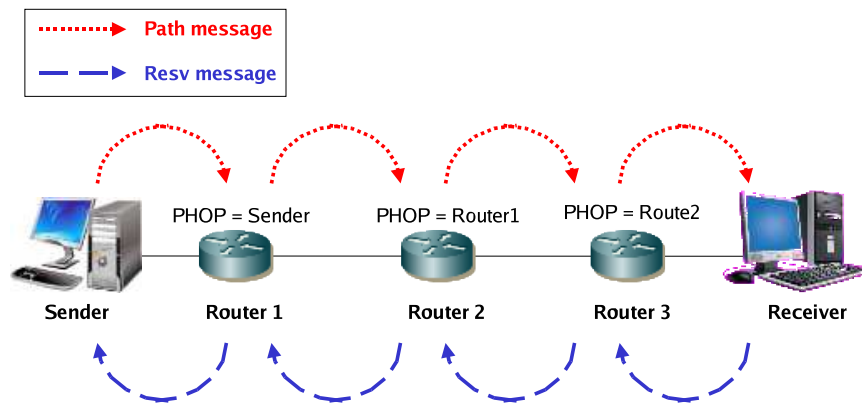 Path message
Resv message
PHOP = Sender
PHOP = Router1
PHOP = Route2
Sender
Router 1
Router 2
Router 3
Receiver